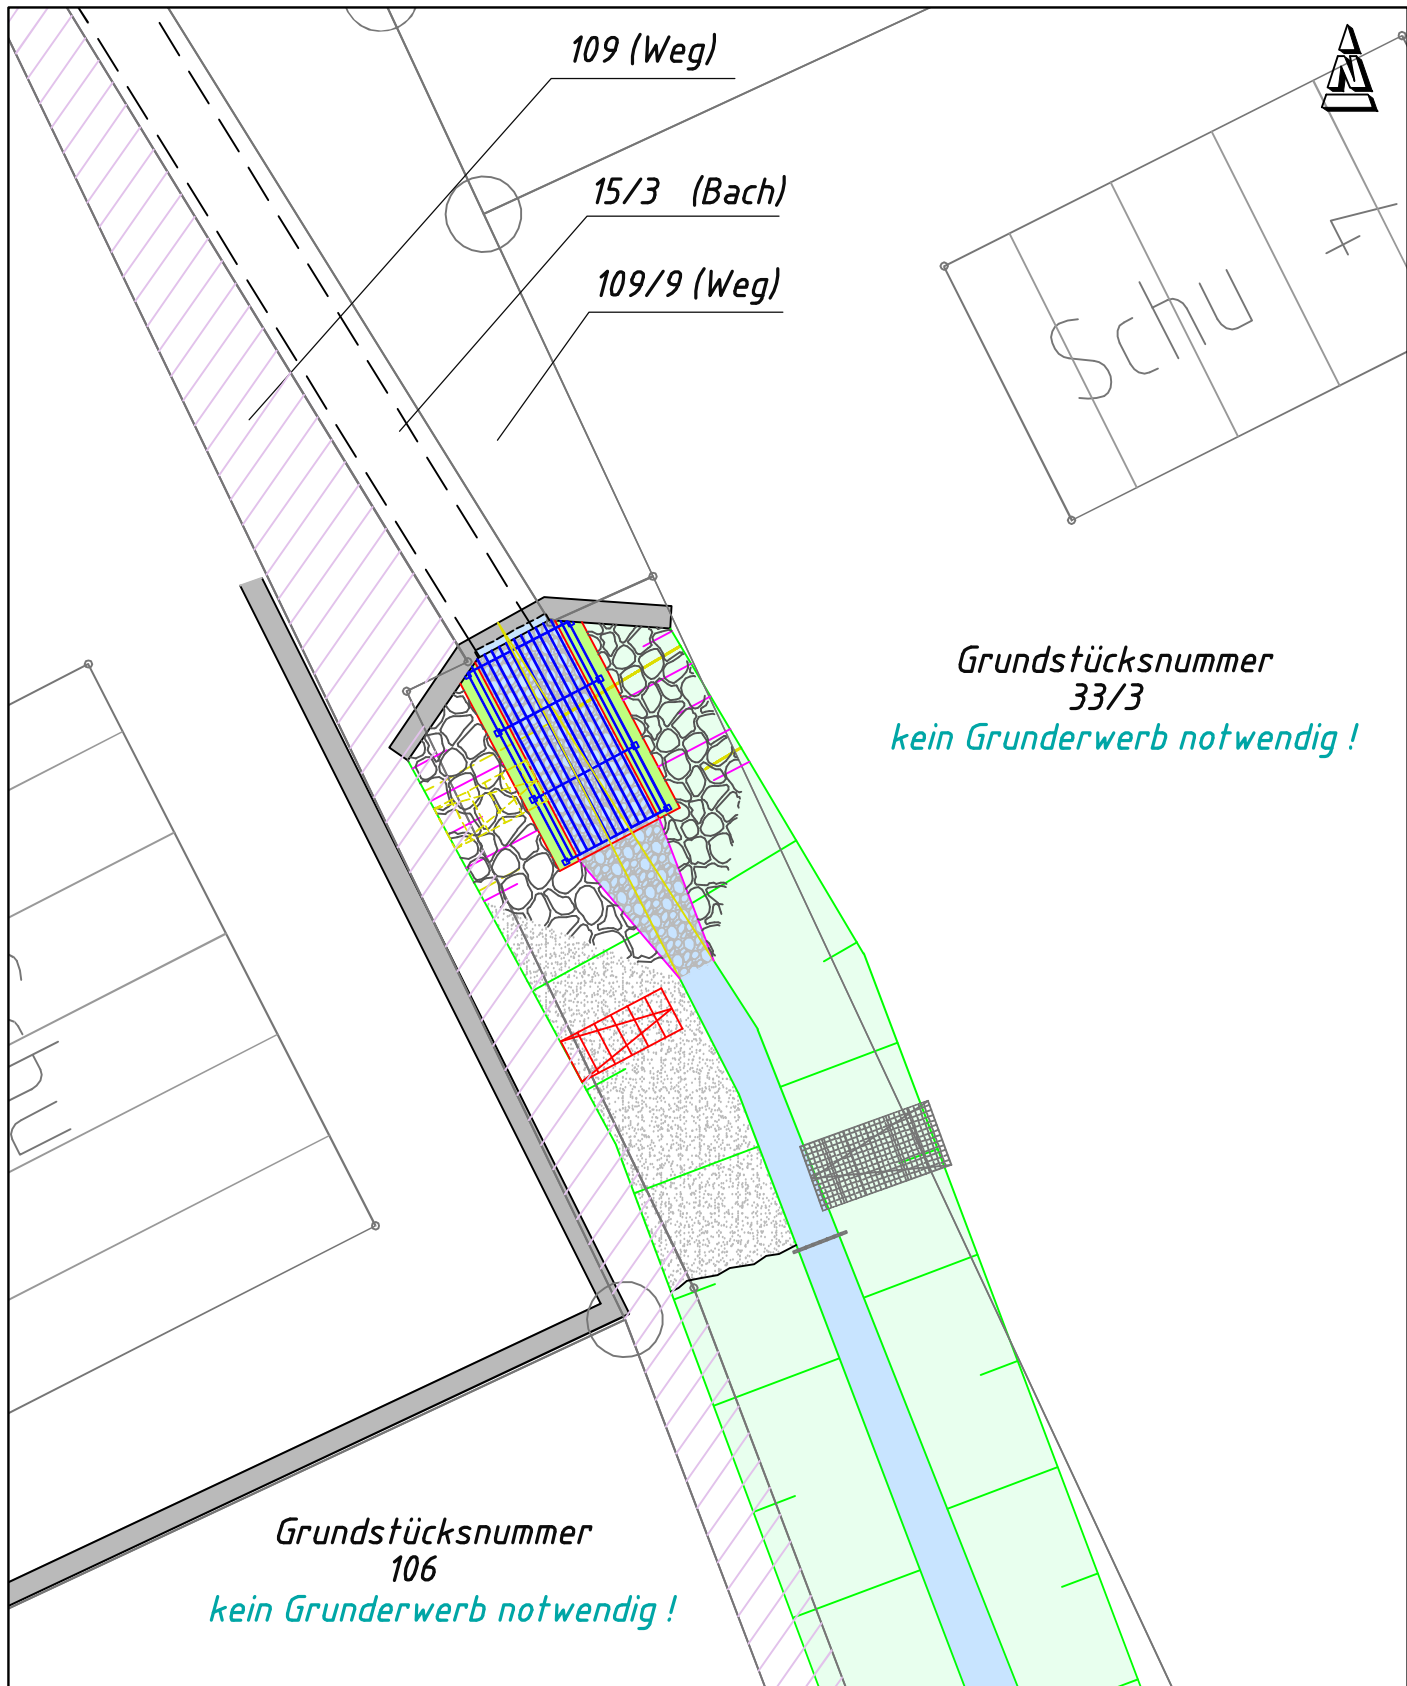 109 (Weg)
N
15/3 (Bach)
109/9 (Weg)
Schu
Grundstücksnummer
33/3
kein Grunderwerb notwendig !
Grundstücksnummer
106
kein Grunderwerb notwendig !